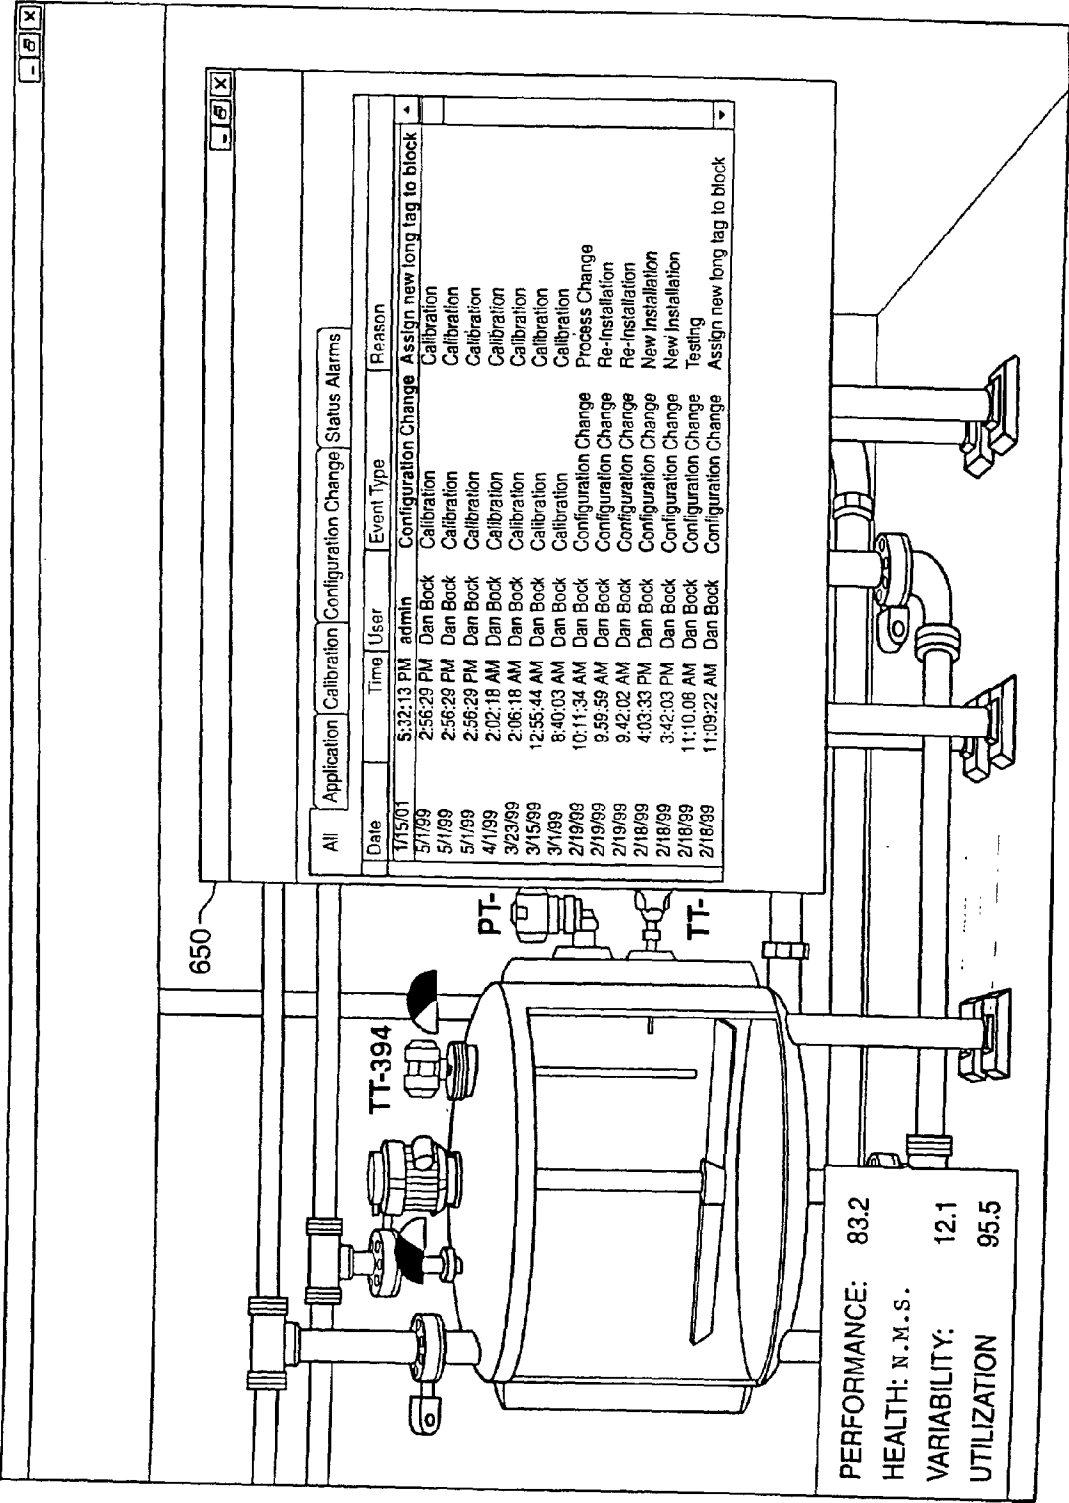 650
All Application Calibration Configuration Change Status Alarms
Date Time User Event Type Reason
1/15/01 5:32:13 PM admin Configuration Change Assign new long tag to block
5/1/99 2:56:29 PM Dan Bock Calibration Calibration
5/1/99 2:56:29 PM Dan Bock Calibration Calibration
5/1/99 2:56:29 PM Dan Bock Calibration Calibration
4/1/99 2:02:18 AM Dan Bock Calibration Calibration
3/23/99 2:06:18 AM Dan Bock Calibration Calibration
3/15/99 12:55:44 AM Dan Bock Calibration Calibration
3/1/99 8:40:03 AM Dan Bock Calibration Calibration
2/19/99 10:11:34 AM Dan Bock Configuration Change Process Change
2/19/99 9.59:59 AM Dan Bock Configuration Change Re-Installation
2/19/99 9.42:02 AM Dan Bock Configuration Change Re-Installation
2/18/99 4:03:33 PM Dan Bock Configuration Change New Installation
2/18/99 3:42:03 PM Dan Bock Configuration Change New Installation
2/18/99 11:10.08 AM Dan Bock Configuration Change Testing
2/18/99 11:09:22 AM Dan Bock Configuration Change Assign new long tag to block
TT-394
PT-
TT-
PERFORMANCE: 83.2
HEALTH: N.M.S.
VARIABILITY: 12.1
UTILIZATION 95.5